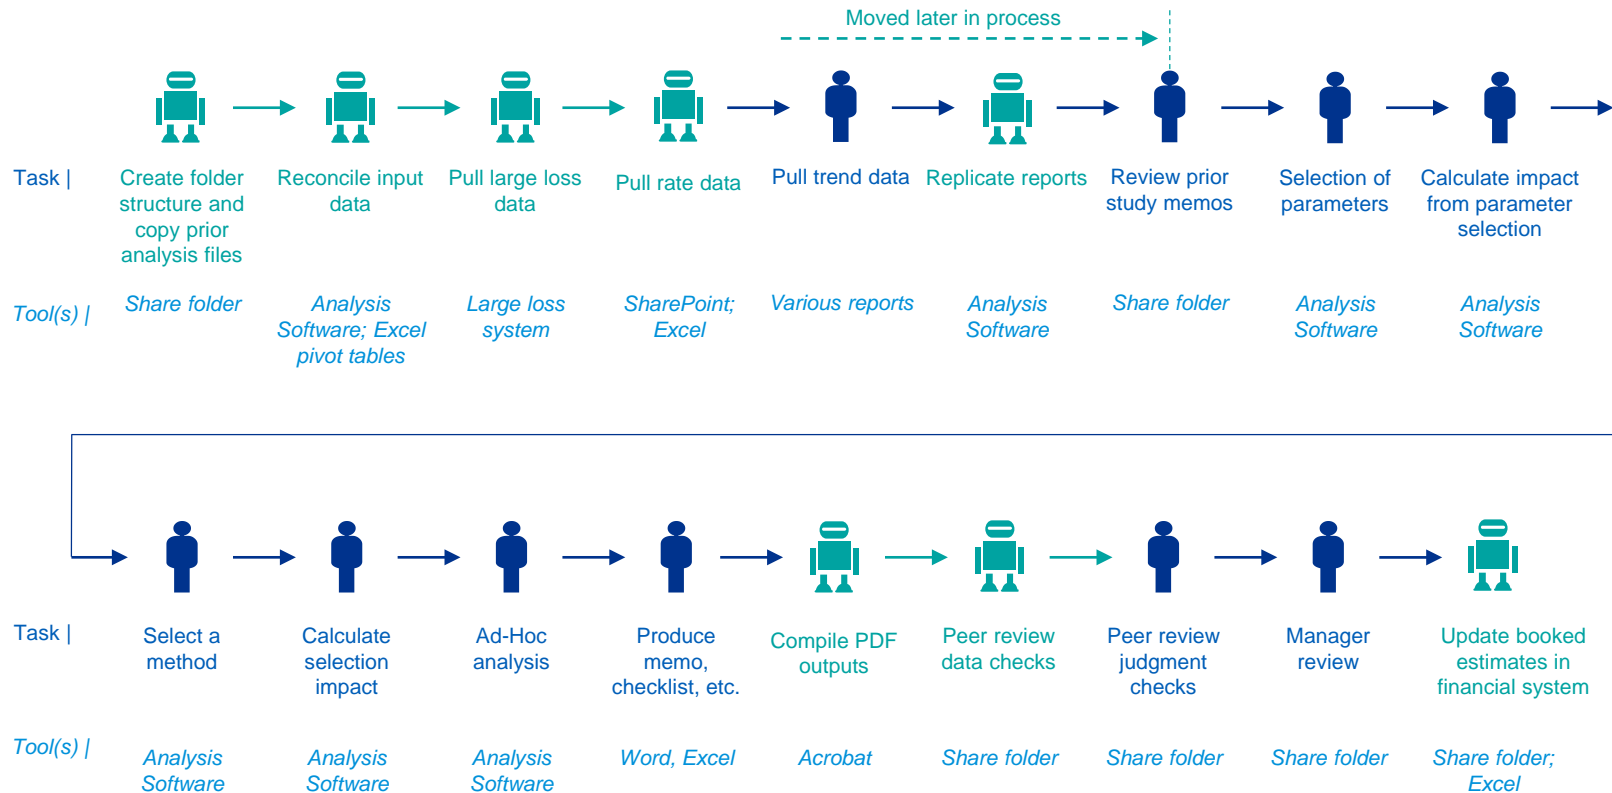 Moved later in process
Task |
Create folder
structure and
copy prior
analysis files
Reconcile input
data
Pull large loss
data
Pull rate data
Pull trend data
Replicate reports
Review prior
study memos
Selection of
parameters
Calculate impact
from parameter
selection
Tool(s) |
Share folder
Analysis
Software; Excel
pivot tables
Large loss
system
SharePoint;
Excel
Various reports
Analysis
Software
Share folder
Analysis
Software
Analysis
Software
Task |
Select a
method
Calculate
selection
impact
Ad-Hoc
analysis
Produce
memo,
checklist, etc.
Compile PDF
outputs
Peer review
data checks
Peer review
judgment
checks
Manager
review
Update booked
estimates in
financial system
Tool(s) |
Analysis
Software
Analysis
Software
Analysis
Software
Word, Excel
Acrobat
Share folder
Share folder
Share folder
Share folder;
Excel